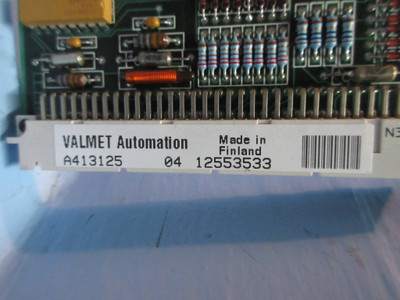 VALMET Automation
Made in
Finland
A413125 04 12553533
N3